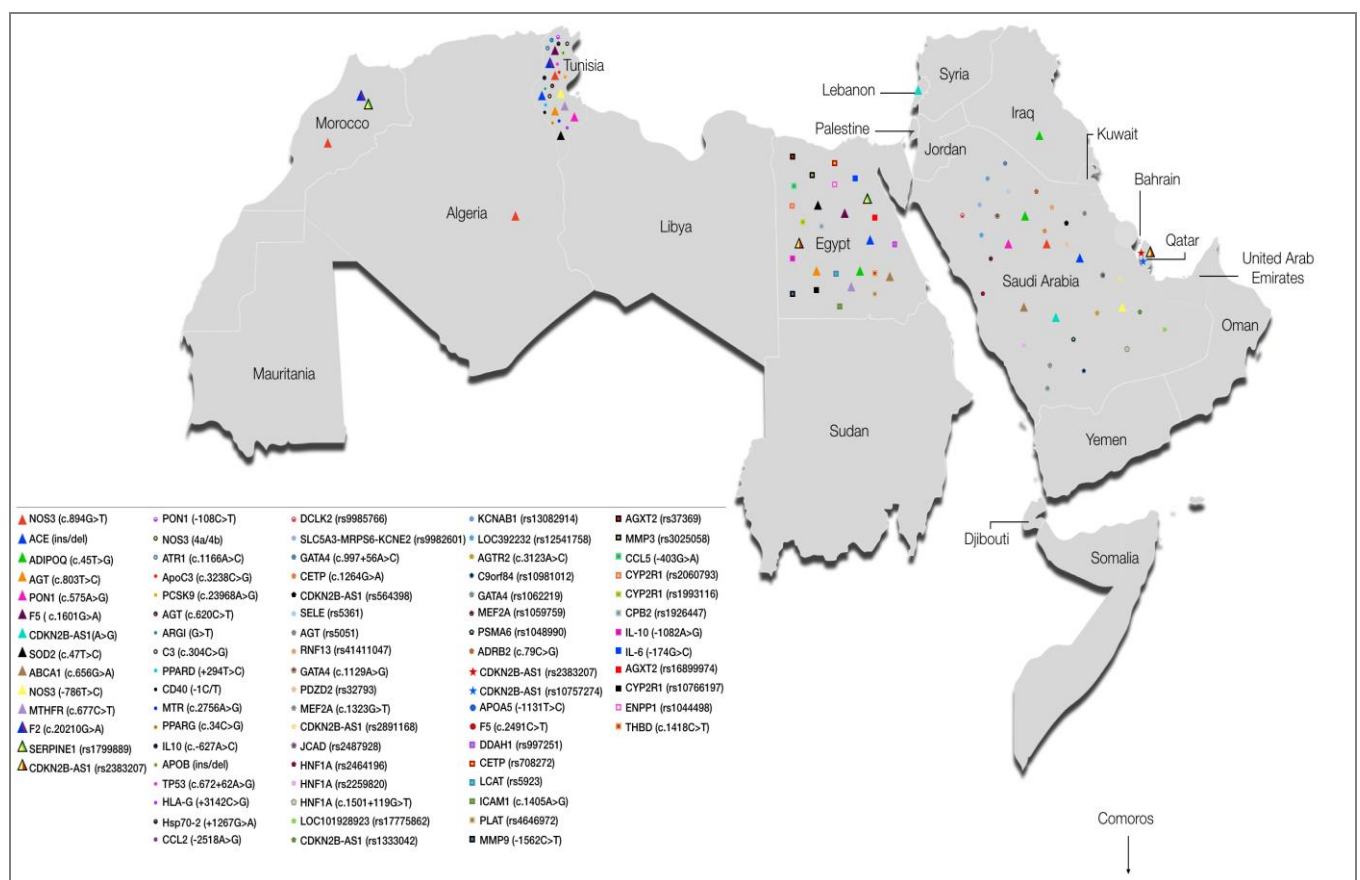 Syria
Tunisia
Lebanon
Iraq
Morocco
Palestine
Kuwait
Jordan
Bahrain
Algeria
Libya
Egypt
Qatar
United Arab
Emirates
Saudi Arabia
Oman
Mauritania
Sudan
Yemen
Djibouti
Somalia
Comoros
NOS3 (c.894G>T)
ACE (ins/del)
ADIPOQ (c.45T>G)
AGT (c.803T>C)
PON1 (c.575A>G)
F5 ( c.1601G>A)
CDKN2B-AS1(A>G)
SOD2 (c.47T>C)
ABCA1 (c.656G>A)
NOS3 (-786T>C)
MTHFR (c.677C>T)
F2 (c.20210G>A)
SERPINE1 (rs1799889)
CDKN2B-AS1 (rs2383207)
PON1 (-108C>T)
NOS3 (4a/4b)
ATR1 (c.1166A>C)
ApoC3 (c.3238C>G)
PCSK9 (c.23968A>G)
AGT (c.620C>T)
ARGI (G>T)
C3 (c.304C>G)
PPARD (+294T>C)
CD40 (-1C/T)
MTR (c.2756A>G)
PPARG (c.34C>G)
IL10 (c.-627A>C)
APOB (ins/del)
TP53 (c.672+62A>G)
HLA-G (+3142C>G)
Hsp70-2 (+1267G>A)
CCL2 (-2518A>G)
DCLK2 (rs9985766)
SLC5A3-MRPS6-KCNE2 (rs9982601)
GATA4 (c.997+56A>C)
CETP (c.1264G>A)
CDKN2B-AS1 (rs564398)
SELE (rs5361)
AGT (rs5051)
RNF13 (rs41411047)
GATA4 (c.1129A>G)
PDZD2 (rs32793)
MEF2A (c.1323G>T)
CDKN2B-AS1 (rs2891168)
JCAD (rs2487928)
HNF1A (rs2464196)
HNF1A (rs2259820)
HNF1A (c.1501+119G>T)
LOC101928923 (rs17775862)
CDKN2B-AS1 (rs1333042)
KCNAB1 (rs13082914)
LOC392232 (rs12541758)
AGTR2 (c.3123A>C)
C9orf84 (rs10981012)
GATA4 (rs1062219)
MEF2A (rs1059759)
PSMA6 (rs1048990)
ADRB2 (c.79C>G)
CDKN2B-AS1 (rs2383207)
CDKN2B-AS1 (rs10757274)
APOA5 (-1131T>C)
F5 (c.2491C>T)
DDAH1 (rs997251)
CETP (rs708272)
LCAT (rs5923)
ICAM1 (c.1405A>G)
PLAT (rs4646972)
MMP9 (-1562C>T)
AGXT2 (rs37369)
MMP3 (rs3025058)
CCL5 (-403G>A)
CYP2R1 (rs2060793)
CYP2R1 (rs1993116)
CPB2 (rs1926447)
IL-10 (-1082A>G)
IL-6 (-174G>C)
AGXT2 (rs16899974)
CYP2R1 (rs10766197)
ENPP1 (rs1044498)
THBD (c.1418C>T)